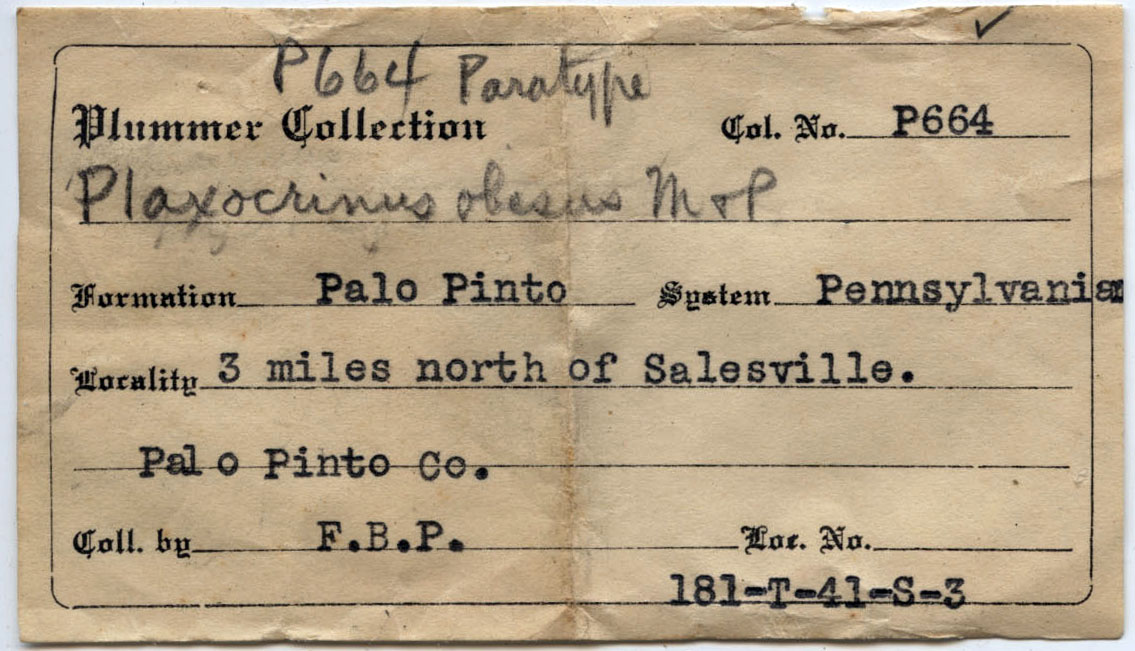 P664 Paratype
Plummer Collection Col. No. P664
Plaxocrinus obesus M & P
Formation Palo Pinto System Pennsylvanian
Locality 3 miles north of Salesville.
Palo Pinto Co.
Coll. by F.B.P. Loc. No.
181-T-41-S-3